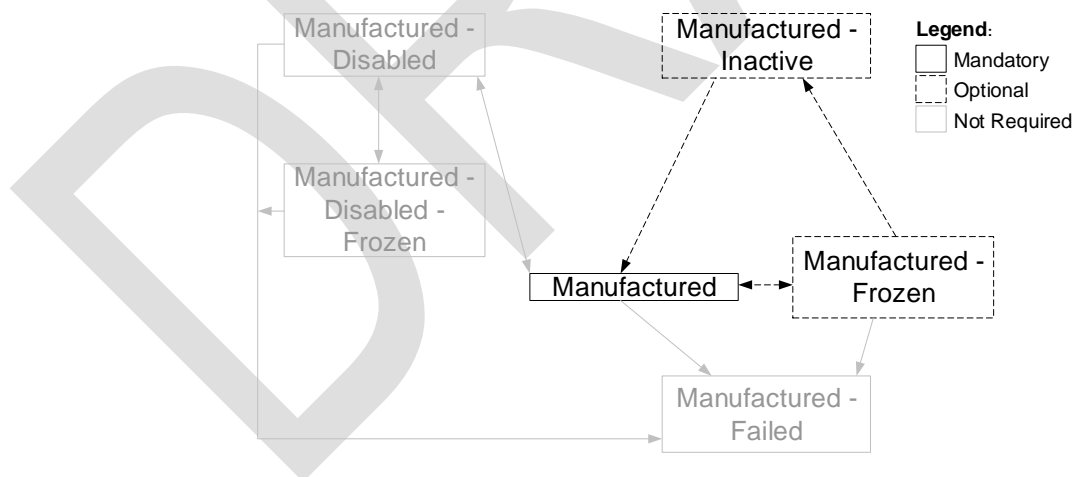 Manufactured -
Disabled
Manufactured -
Inactive
Legend:
Mandatory
Optional
Not Required
Manufactured -
Disabled -
Frozen
Manufactured
Manufactured -
Frozen
Manufactured -
Failed